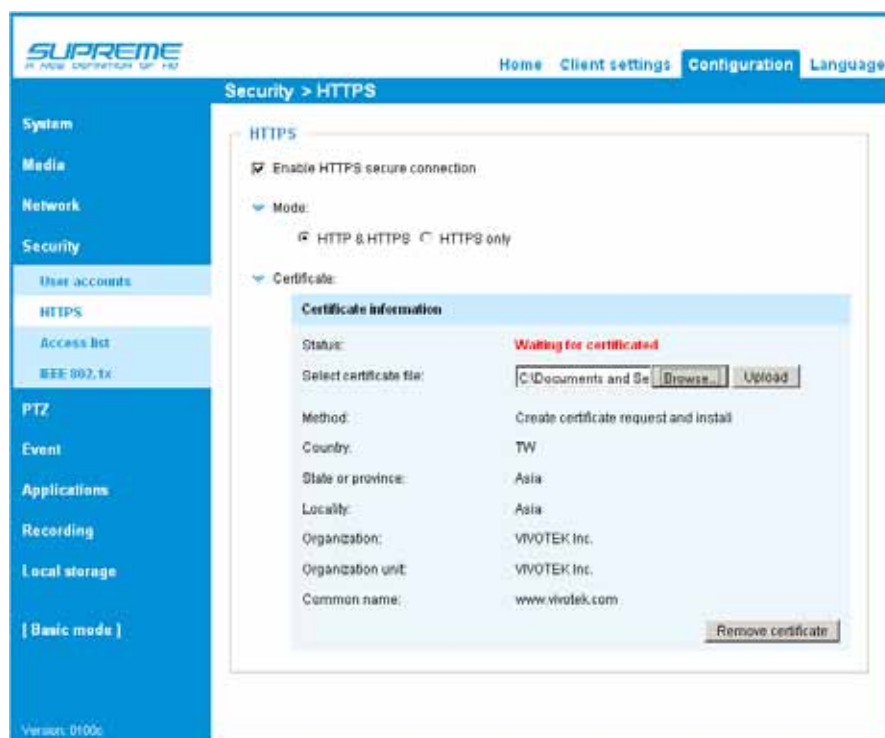 SUPREME
A NEW DEFINITION OF HD
Home Client settings Configuration Language
Security > HTTPS
System
Media
Network
Security
User accounts
HTTPS
Access list
IEEE 802.1x
PTZ
Event
Applications
Recording
Local storage
[ Basic mode ]
Version: 0100c
HTTPS
Enable HTTPS secure connection
Mode:
HTTP & HTTPS HTTPS only
Certificate:
Certificate information
Status: Waiting for certificated
Select certificate file: C:\Documents and Se Browse... Upload
Method: Create certificate request and install
Country: TW
State or province: Asia
Locality: Asia
Organization: VIVOTEK Inc.
Organization unit: VIVOTEK Inc.
Common name: www.vivotek.com
Remove certificate